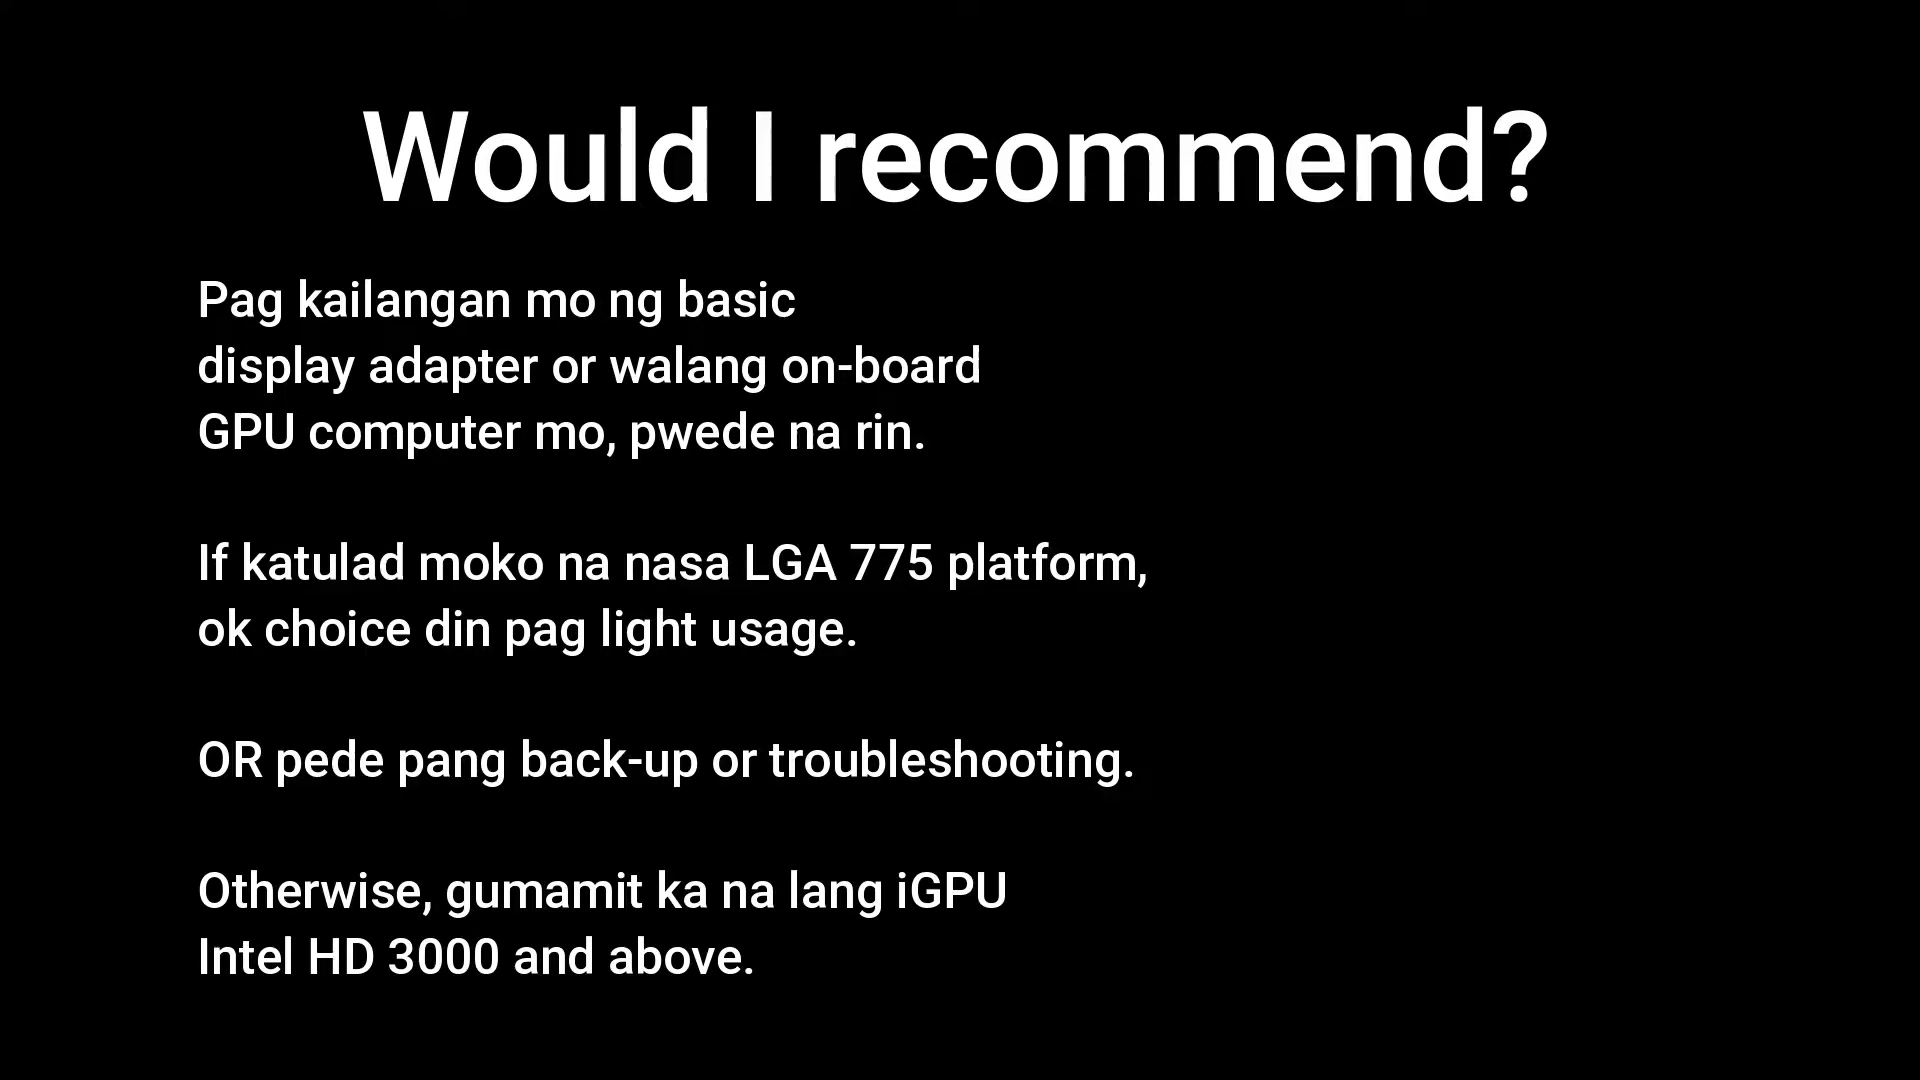 Would I recommend?
Pag kailangan mo ng basic
display adapter or walang on-board
GPU computer mo, pwede na rin.
If katulad moko na nasa LGA 775 platform,
ok choice din pag light usage.
OR pede pang back-up or troubleshooting.
Otherwise, gumamit ka na lang iGPU
Intel HD 3000 and above.